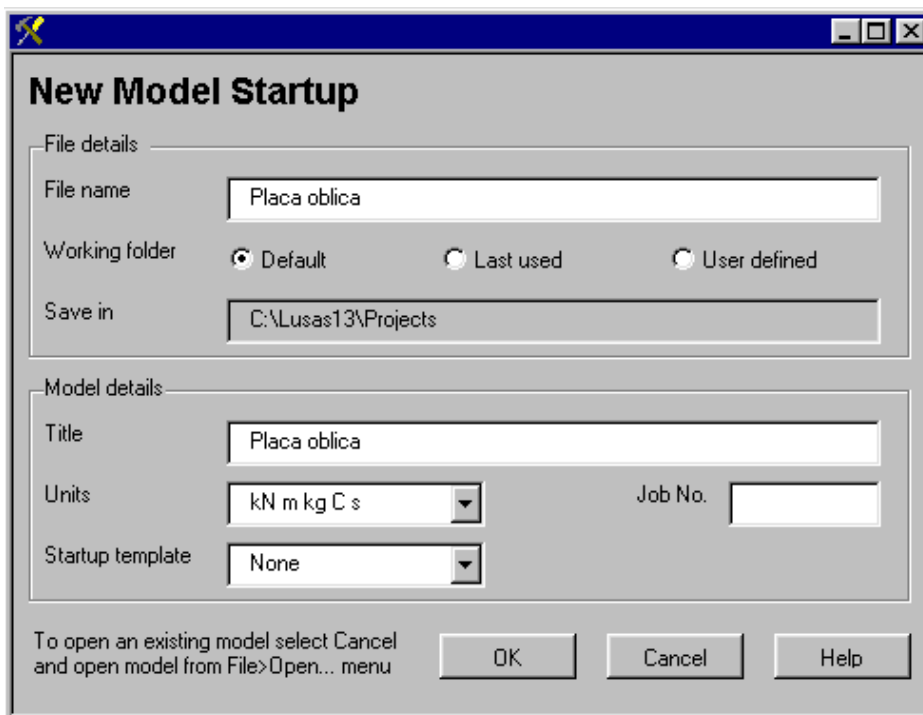 New Model Startup
File details
File name Placa oblica
Working folder Default Last used User defined
Save in C:\Lusas13\Projects
Model details
Title Placa oblica
Units kN m kg C s Job No.
Startup template None
To open an existing model select Cancel
and open model from File>Open... menu
OK Cancel Help